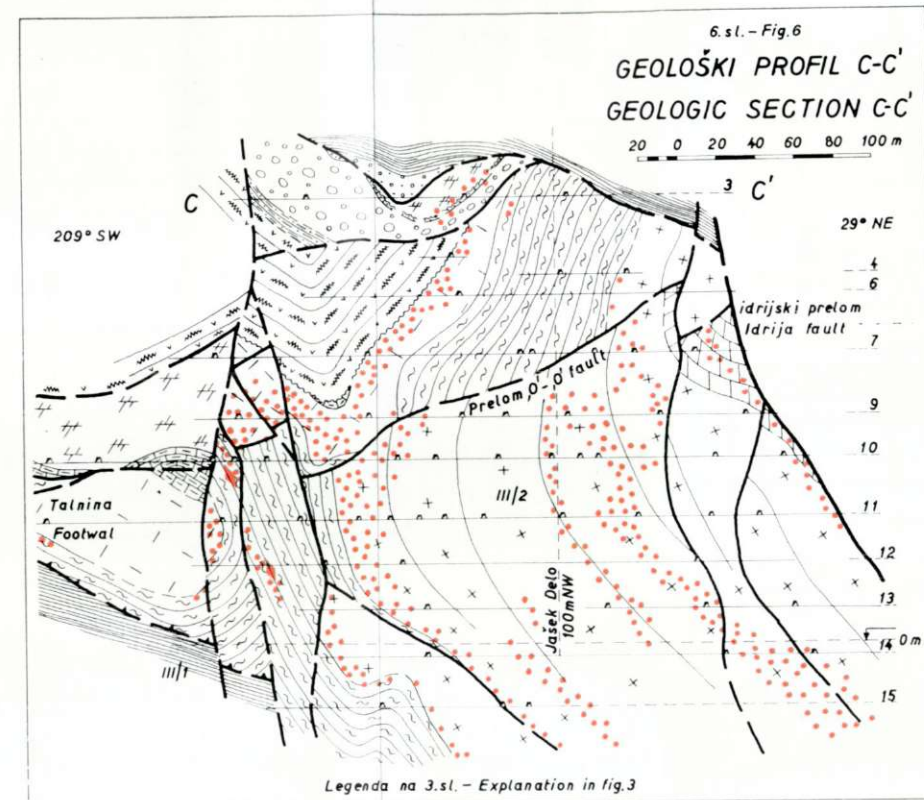 6. sl. – Fig. 6
GEOLOŠKI PROFIL C-C'
GEOLOGIC SECTION C-C'
20 0 20 40 60 80 100 m
C
3 C'
209° SW
29° NE
4
6
idrijski prelom
Idrija fault
7
Prelom „O"-„O" fault
9
10
III/2
Talnina
Footwal
11
12
Jašek Delo
100 m NW
13
0 m
14
III/1
15
Legenda na 3. sl. – Explanation in fig. 3